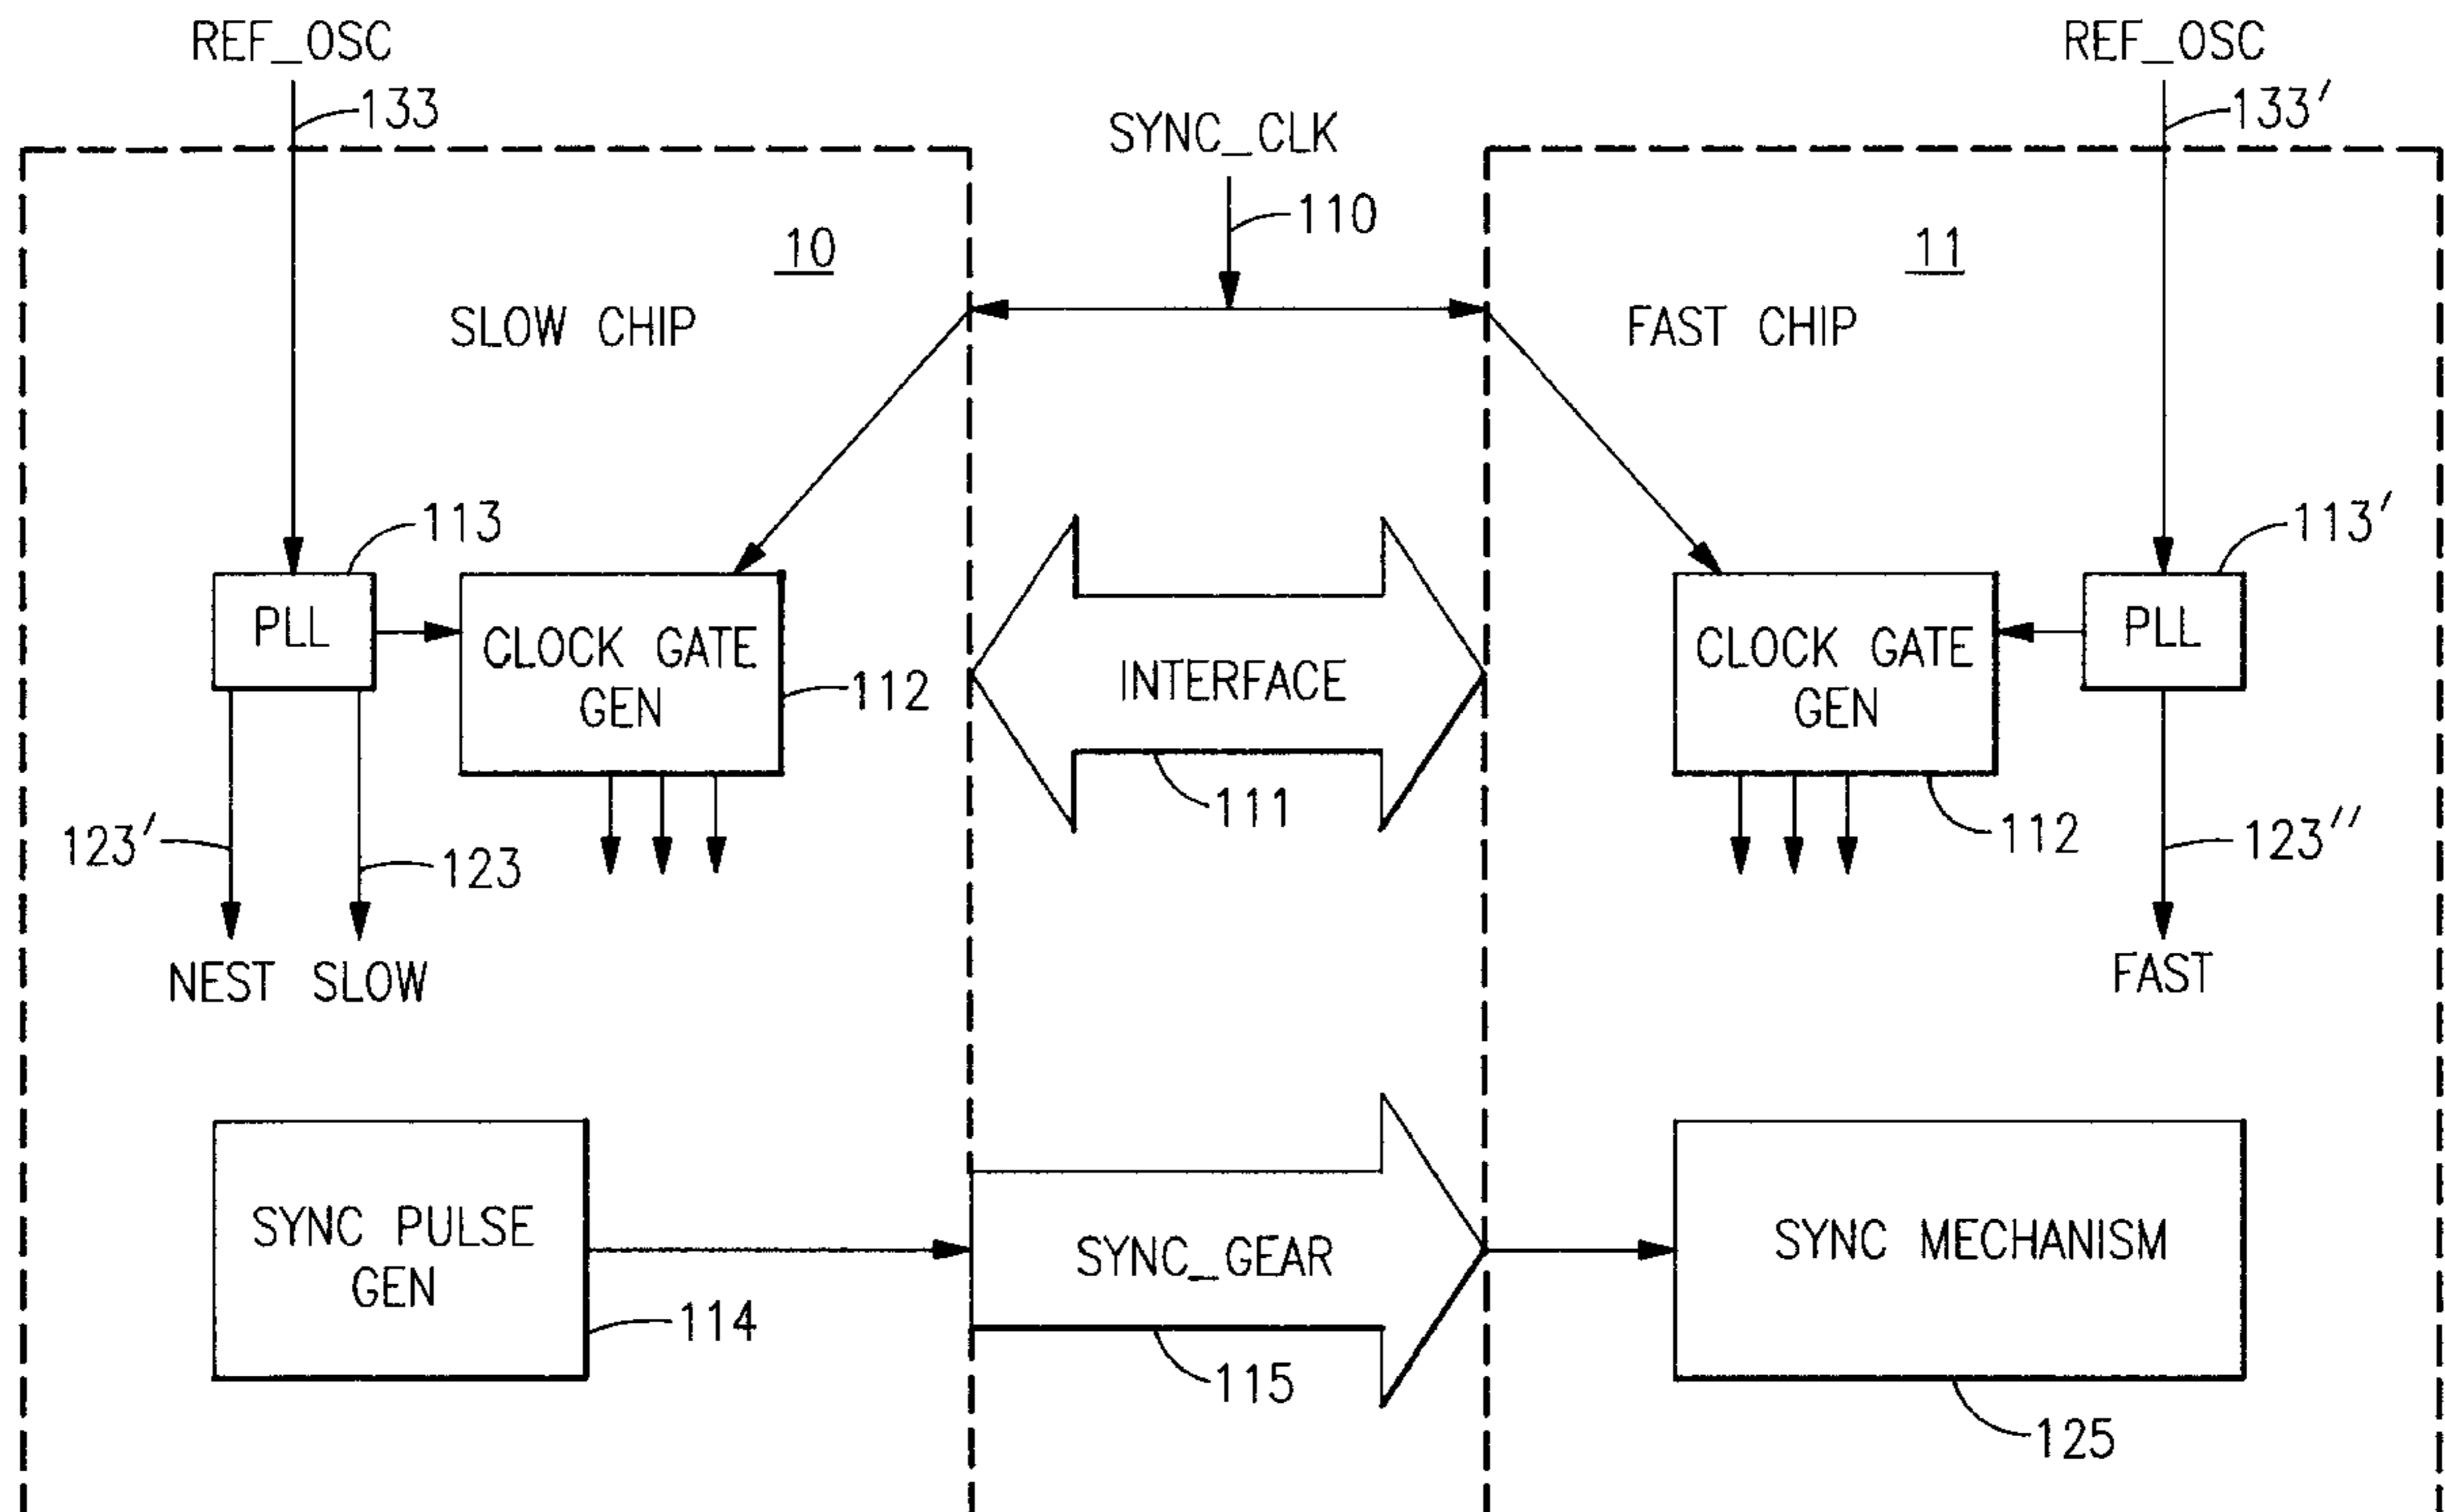 REF_OSC
REF_OSC
133
133′
SYNC_CLK
110
10
11
SLOW CHIP
FAST CHIP
113
113′
PLL
CLOCK GATE
GEN
112
INTERFACE
111
CLOCK GATE
GEN
112
PLL
123′
123
123″
NEST SLOW
FAST
SYNC PULSE
GEN
114
SYNC_GEAR
115
SYNC MECHANISM
125